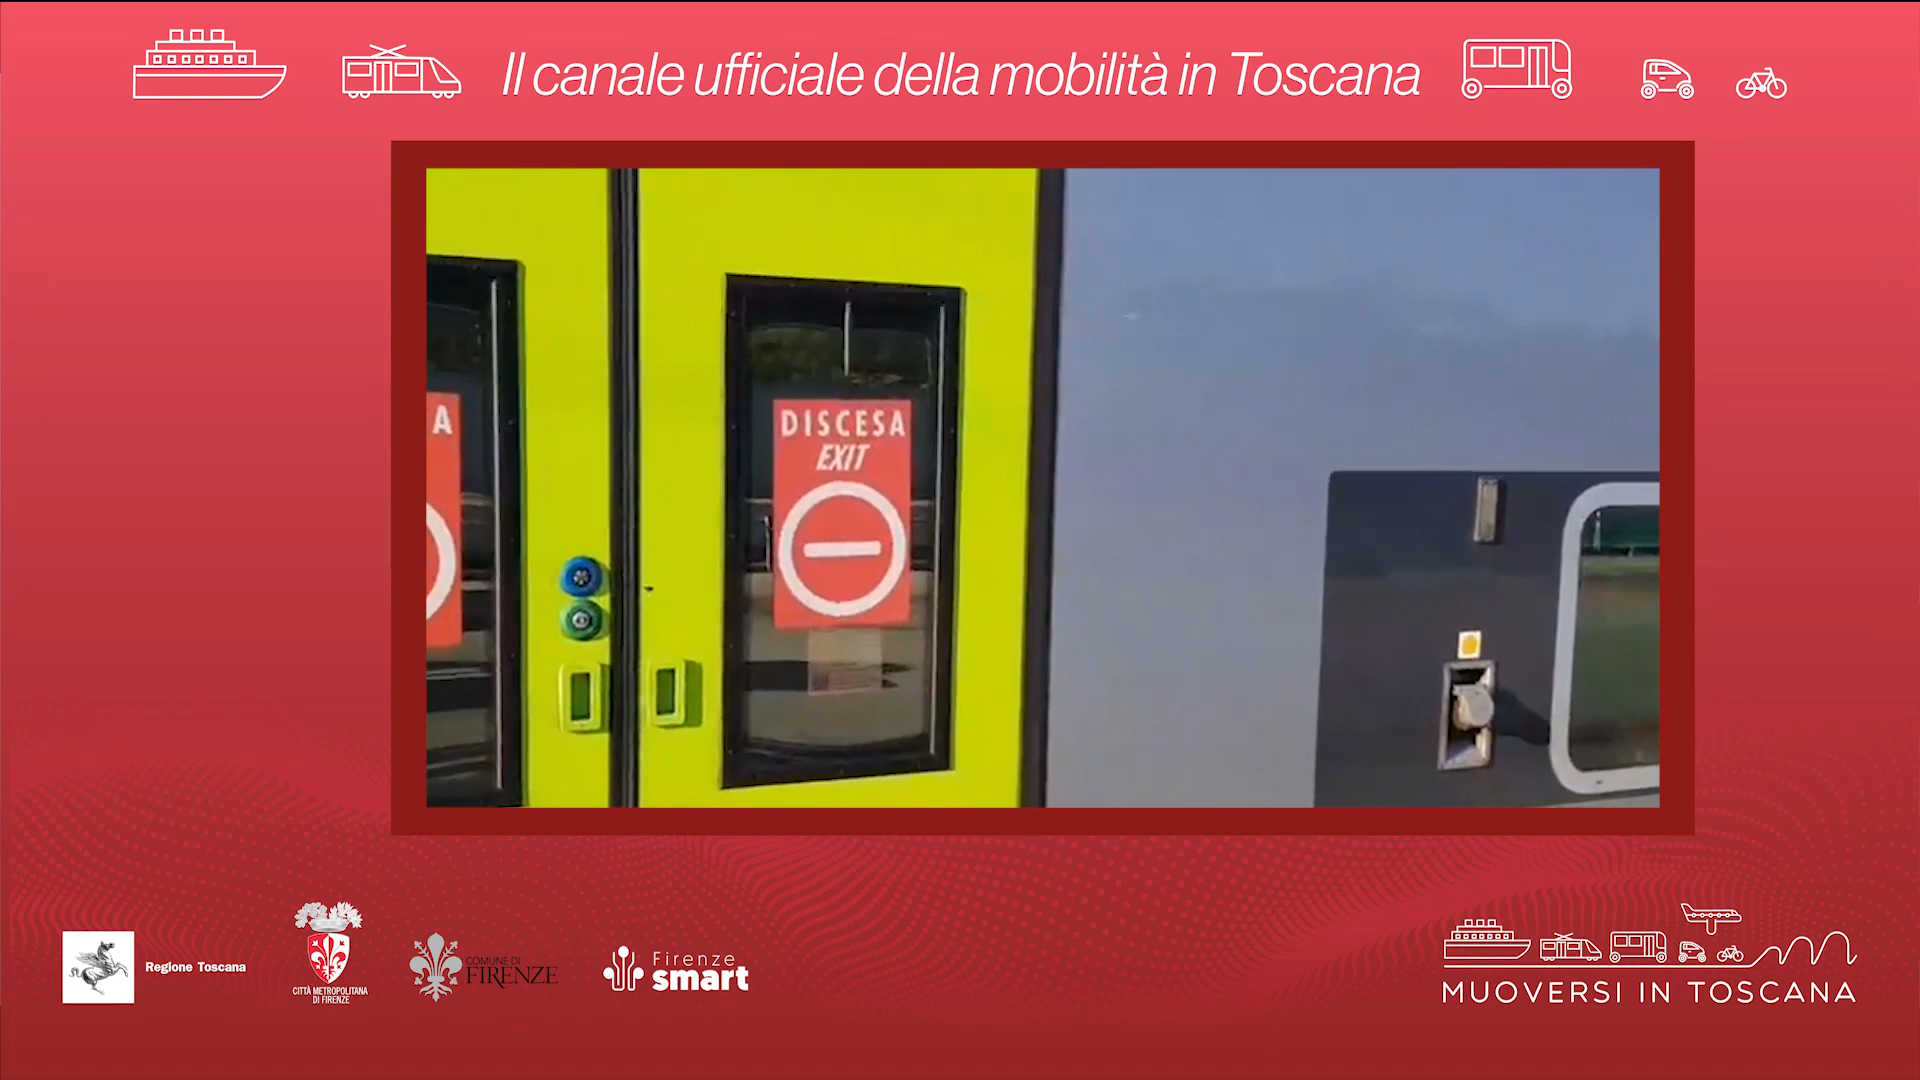 Il canale ufficiale della mobilità in Toscana
A
DISCESA
EXIT
Regione Toscana
CITTÀ METROPOLITANA
DI FIRENZE
COMUNE DI
FIRENZE
Firenze
smart
MUOVERSI IN TOSCANA